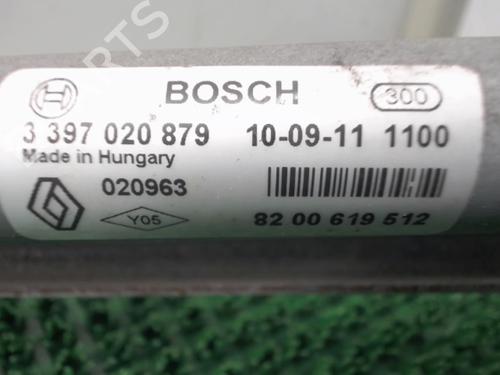 PARTS
BOSCH 300
3 397 020 879 10-09-11 1100
Made in Hungary
020963
Y05 82 00 619 512